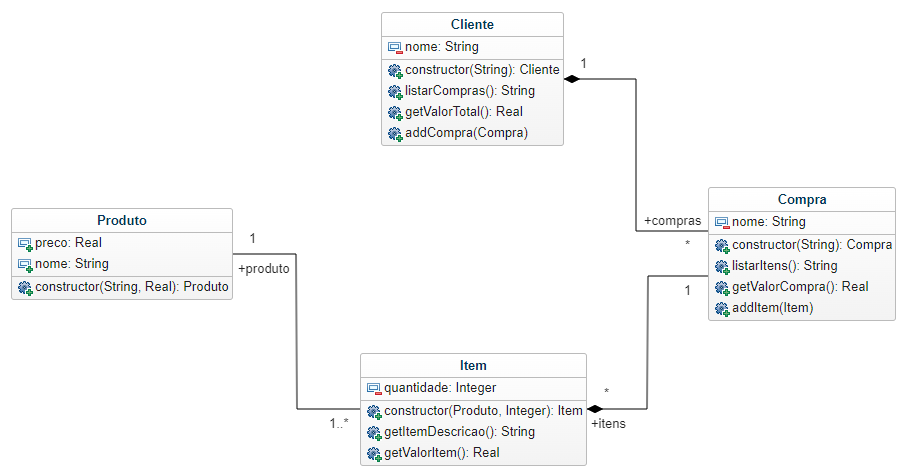 Cliente
nome: String
constructor(String): Cliente
listarCompras(): String
getValorTotal(): Real
addCompra(Compra)
1
+compras
*
Compra
nome: String
constructor(String): Compra
listarItens(): String
getValorCompra(): Real
addItem(Item)
1
Produto
preco: Real
nome: String
constructor(String, Real): Produto
1
+produto
1..*
Item
quantidade: Integer
constructor(Produto, Integer): Item
getItemDescricao(): String
getValorItem(): Real
*
+itens